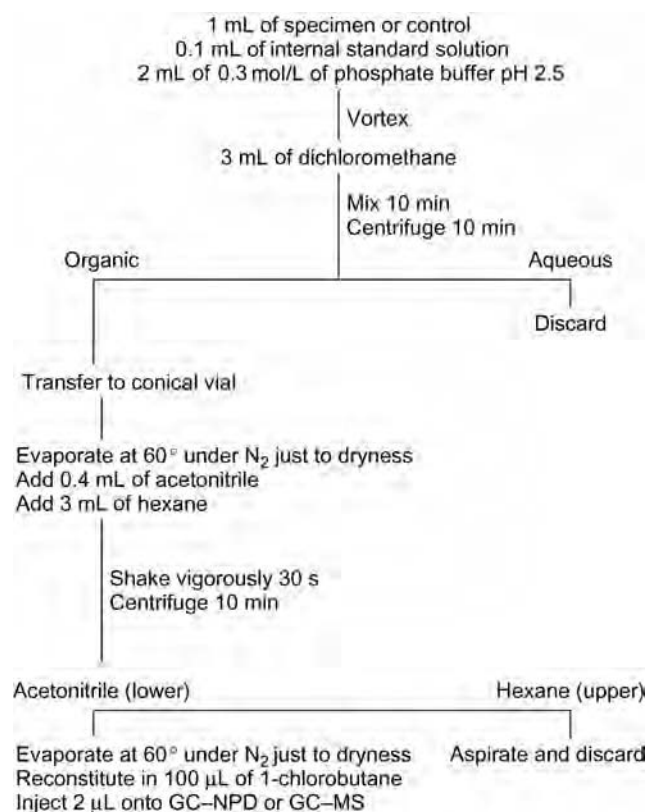 1 mL of specimen or control
0.1 mL of internal standard solution
2 mL of 0.3 mol/L of phosphate buffer pH 2.5
Vortex
3 mL of dichloromethane
Mix 10 min
Centrifuge 10 min
Organic
Aqueous
Discard
Transfer to conical vial
Evaporate at 60° under N₂ just to dryness
Add 0.4 mL of acetonitrile
Add 3 mL of hexane
Shake vigorously 30 s
Centrifuge 10 min
Acetonitrile (lower)
Hexane (upper)
Evaporate at 60° under N₂ just to dryness
Reconstitute in 100 µL of 1-chlorobutane
Inject 2 µL onto GC–NPD or GC–MS
Aspirate and discard